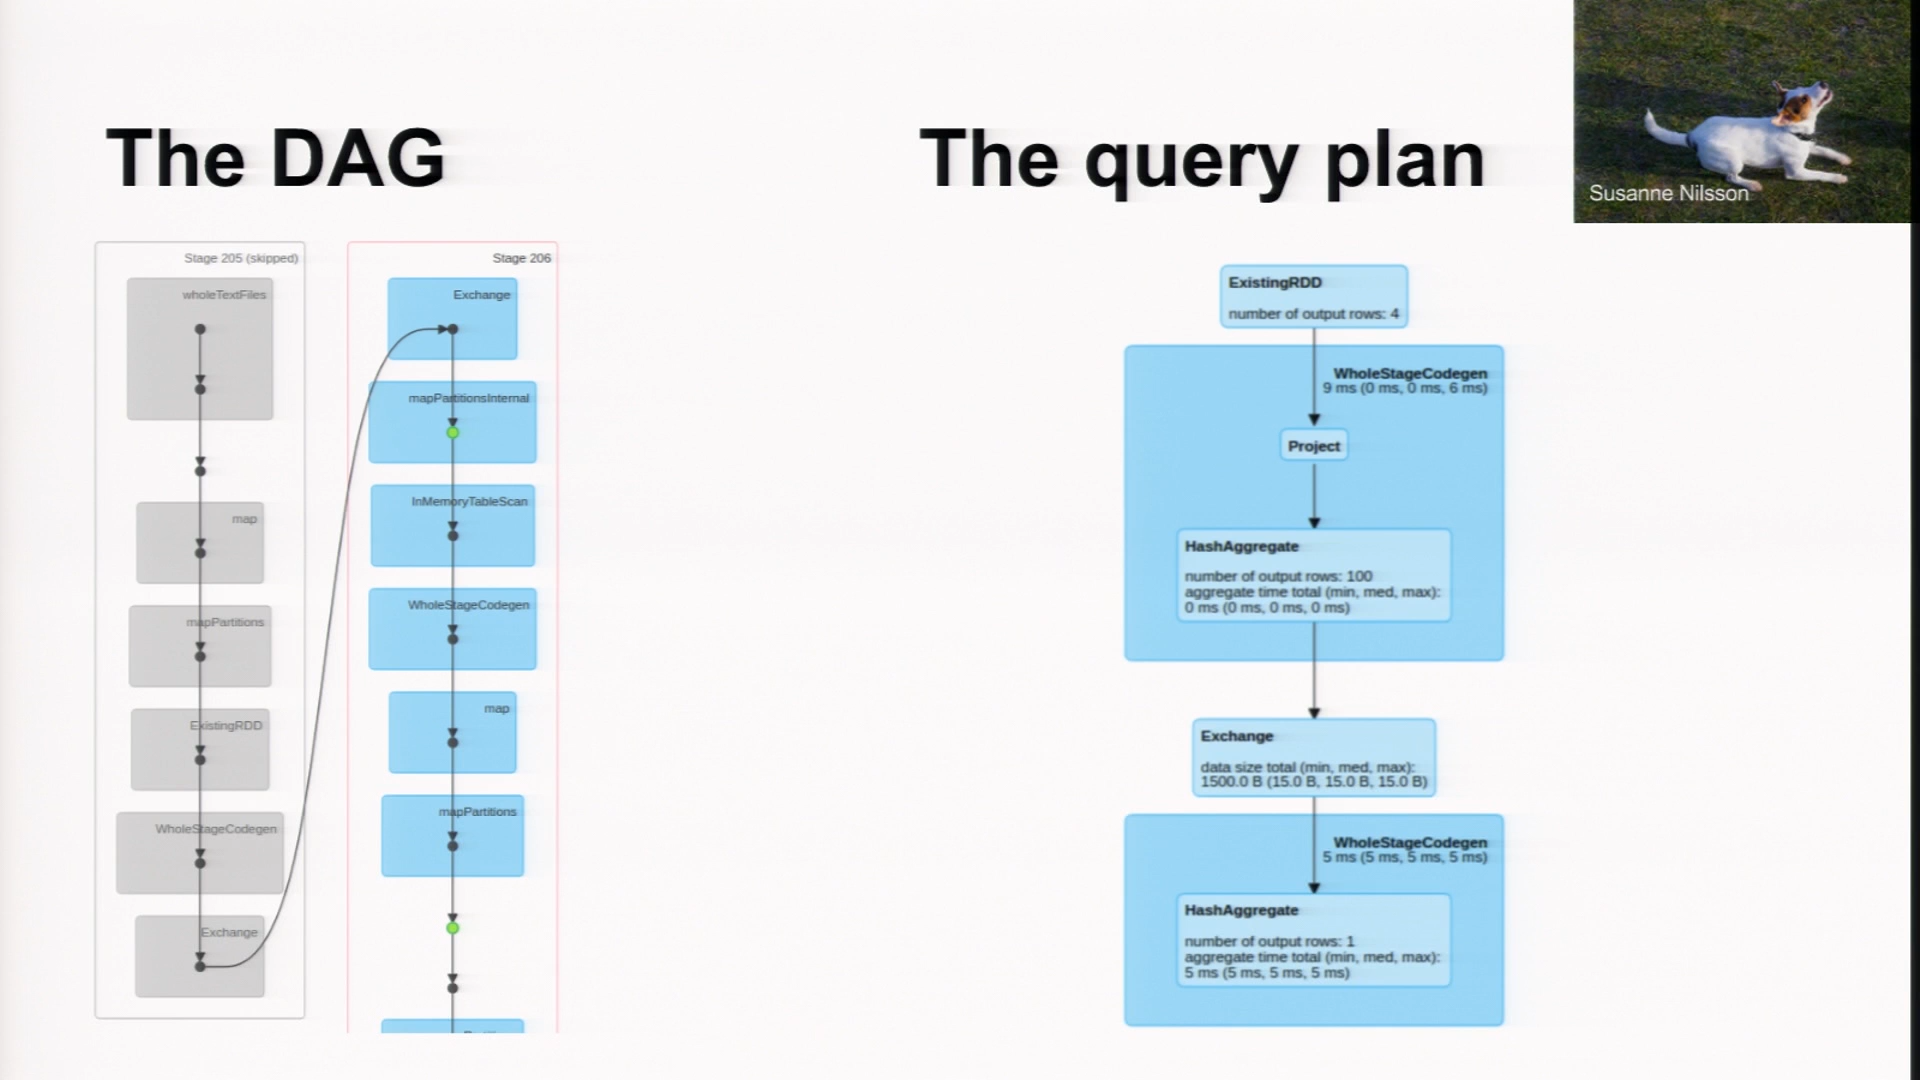 The DAG
The query plan
Susanne Nilsson
Stage 205 (skipped)
wholeTextFiles
map
mapPartitions
ExistingRDD
WholeStageCodegen
Exchange
Stage 206
Exchange
mapPartitionsInternal
InMemoryTableScan
WholeStageCodegen
map
mapPartitions
ExistingRDD
number of output rows: 4
WholeStageCodegen
9 ms (0 ms, 0 ms, 6 ms)
Project
HashAggregate
number of output rows: 100
aggregate time total (min, med, max):
0 ms (0 ms, 0 ms, 0 ms)
Exchange
data size total (min, med, max):
1500.0 B (15.0 B, 15.0 B, 15.0 B)
WholeStageCodegen
5 ms (5 ms, 5 ms, 5 ms)
HashAggregate
number of output rows: 1
aggregate time total (min, med, max):
5 ms (5 ms, 5 ms, 5 ms)